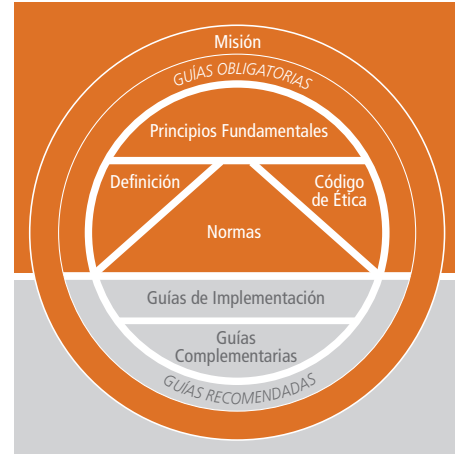 Misión
GUÍAS OBLIGATORIAS
Principios Fundamentales
Definición
Código
de Ética
Normas
Guías de Implementación
Guías
Complementarias
GUÍAS RECOMENDADAS